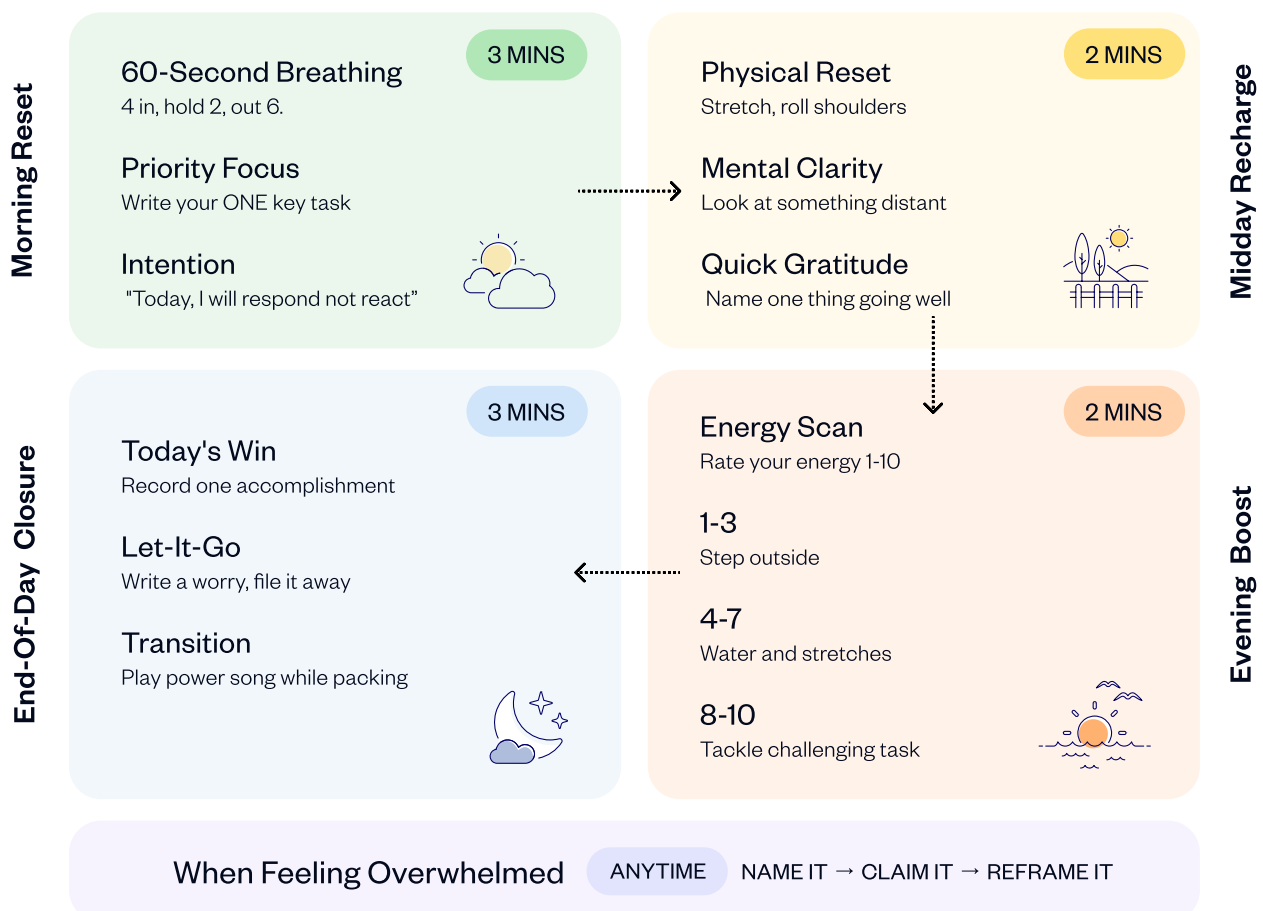 Morning Reset
3 MINS
60-Second Breathing
4 in, hold 2, out 6.
Priority Focus
Write your ONE key task
Intention
"Today, I will respond not react”
Midday Recharge
2 MINS
Physical Reset
Stretch, roll shoulders
Mental Clarity
Look at something distant
Quick Gratitude
Name one thing going well
Evening Boost
2 MINS
Energy Scan
Rate your energy 1-10
1-3
Step outside
4-7
Water and stretches
8-10
Tackle challenging task
End-Of-Day Closure
3 MINS
Today's Win
Record one accomplishment
Let-It-Go
Write a worry, file it away
Transition
Play power song while packing
When Feeling Overwhelmed ANYTIME NAME IT → CLAIM IT → REFRAME IT